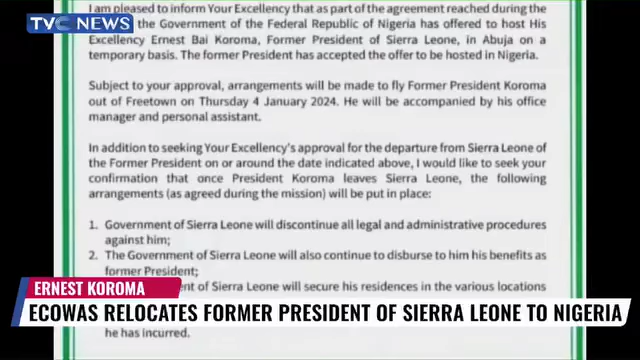 I am pleased to inform Your Excellency that as part of the agreement reached during the
TVC NEWS
the Government of the Federal Republic of Nigeria has offered to host His
Excellency Ernest Bai Koroma, Former President of Sierra Leone, in Abuja on a
temporary basis. The former President has accepted the offer to be hosted in Nigeria.
Subject to your approval, arrangements will be made to fly Former President Koroma
out of Freetown on Thursday 4 January 2024. He will be accompanied by his office
manager and personal assistant.
In addition to seeking Your Excellency's approval for the departure from Sierra Leone of
the Former President on or around the date indicated above, I would like to seek your
confirmation that once President Koroma leaves Sierra Leone, the following
arrangements (as agreed during the mission) will be put in place:
1. Government of Sierra Leone will discontinue all legal and administrative procedures
against him;
2. The Government of Sierra Leone will also continue to disburse to him his benefits as
former President;
of Sierra Leone will secure his residences in the various locations
ERNEST KOROMA
ECOWAS RELOCATES FORMER PRESIDENT OF SIERRA LEONE TO NIGERIA
he has incurred.